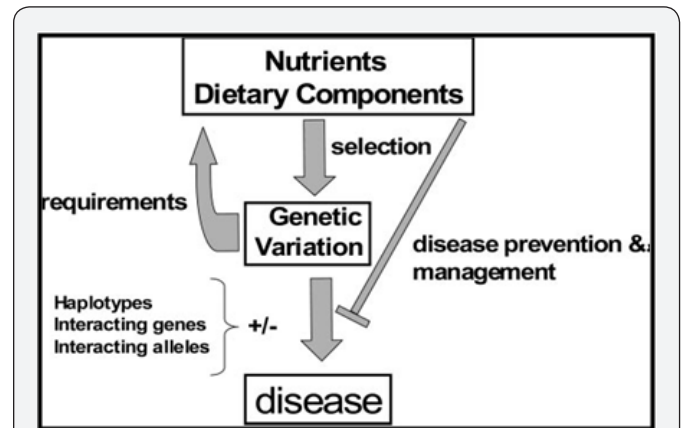 Nutrients
Dietary Components
selection
requirements
Genetic
Variation
disease prevention &
management
Haplotypes
Interacting genes
Interacting alleles
+/-
disease